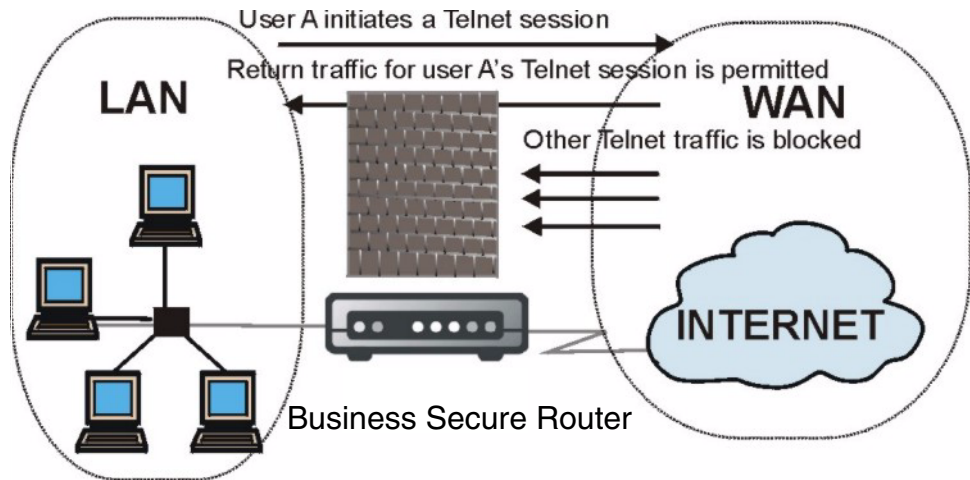 User A initiates a Telnet session
Return traffic for user A's Telnet session is permitted
LAN
WAN
Other Telnet traffic is blocked
INTERNET
Business Secure Router